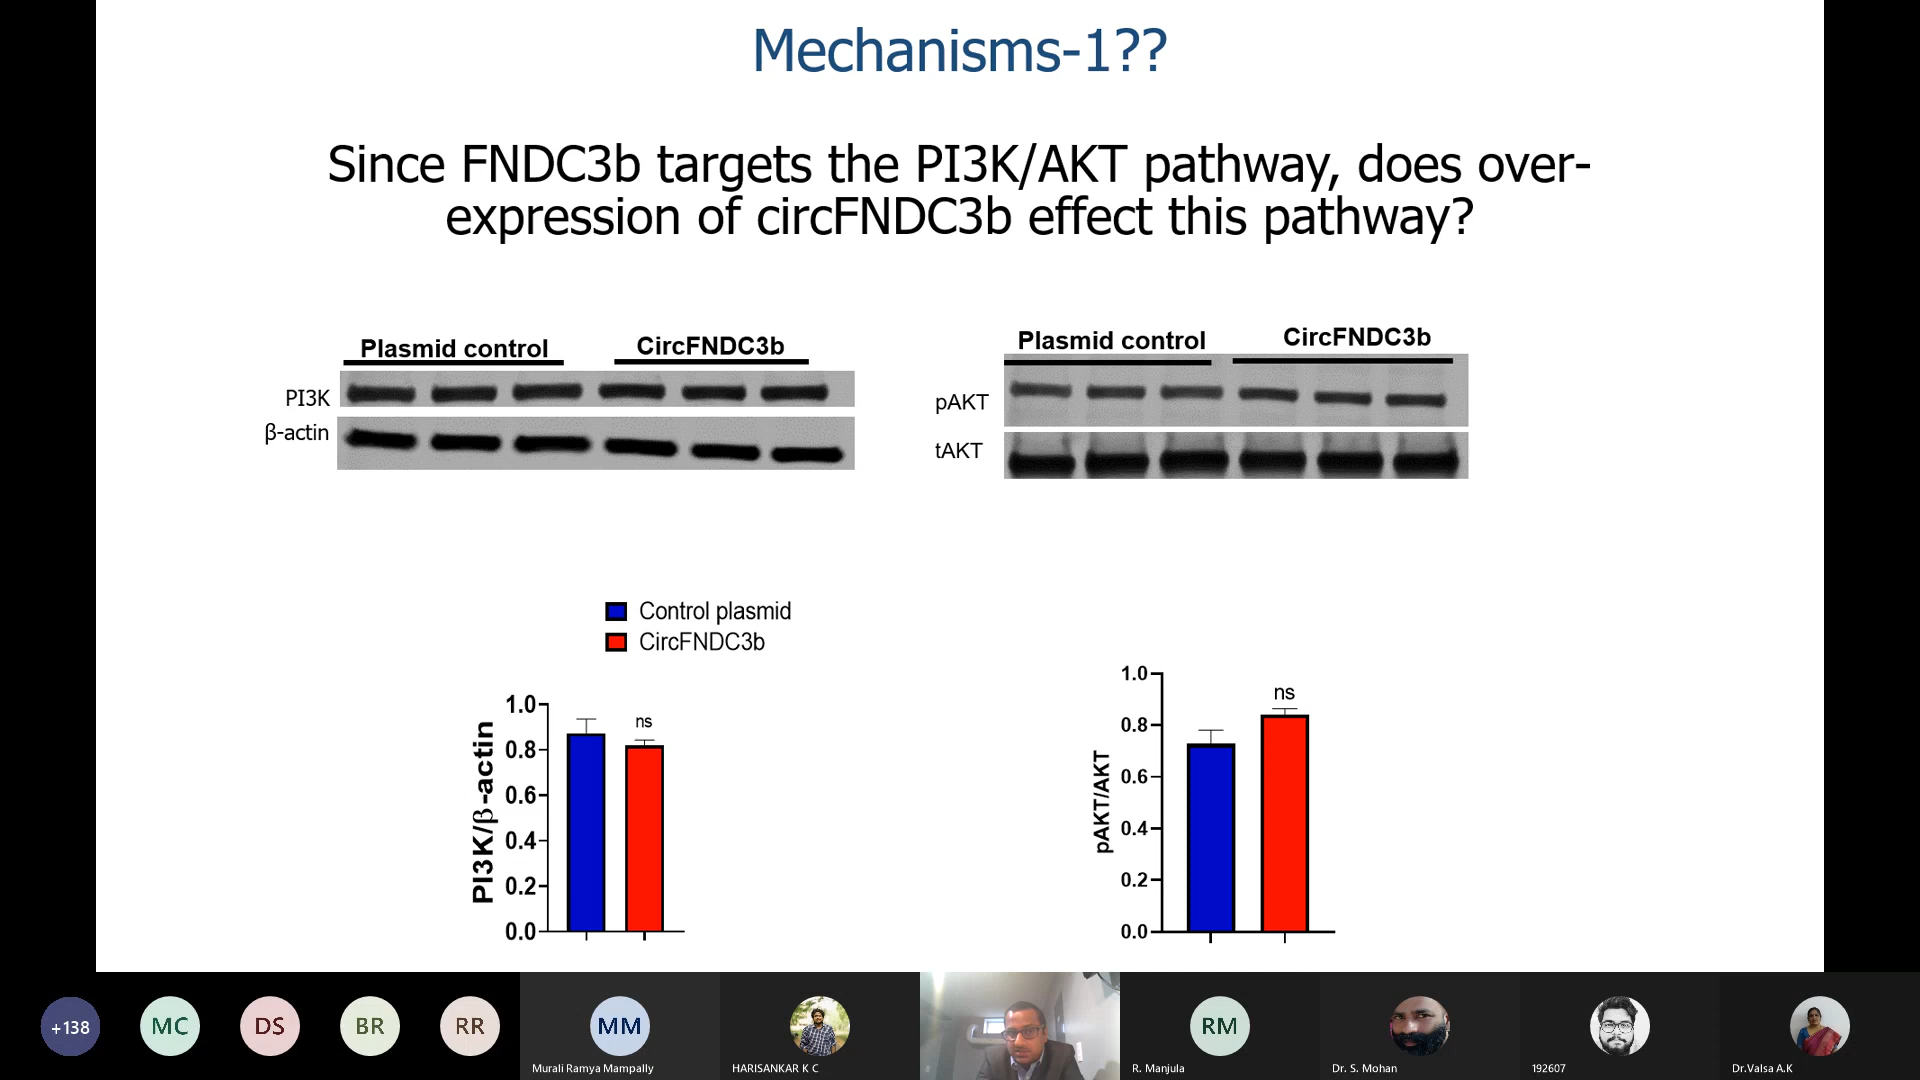 Mechanisms-1??
Since FNDC3b targets the PI3K/AKT pathway, does over-
expression of circFNDC3b effect this pathway?
Plasmid control
CircFNDC3b
PI3K
β-actin
Plasmid control
CircFNDC3b
pAKT
tAKT
Control plasmid
CircFNDC3b
PI3K/β-actin
1.0
0.8
0.6
0.4
0.2
0.0
ns
pAKT/AKT
1.0
0.8
0.6
0.4
0.2
0.0
ns
+138
MC
DS
BR
RR
MM
Murali Ramya Mampally
HARISANKAR K C
RM
R. Manjula
Dr. S. Mohan
192607
Dr.Valsa A.K